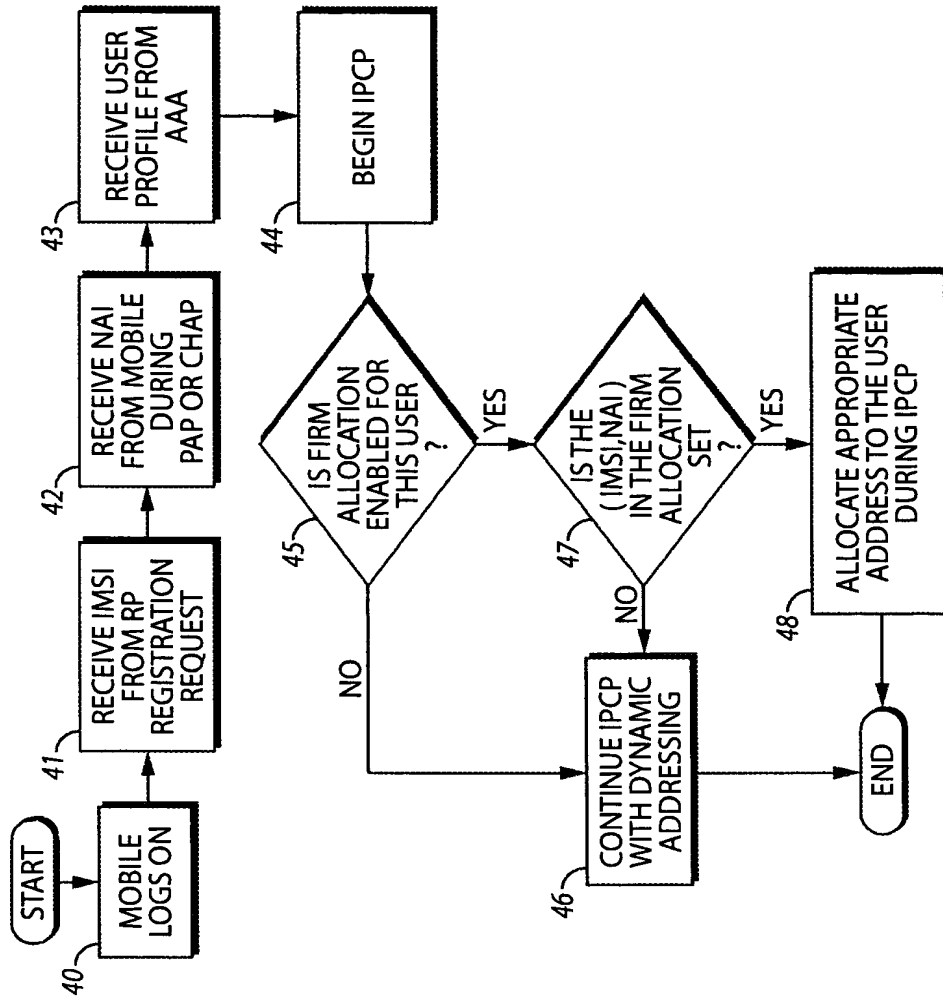 START
40
MOBILE
LOGS ON
41
RECEIVE IMSI
FROM RP
REGISTRATION
REQUEST
42
RECEIVE NAI
FROM MOBILE
DURING
PAP OR CHAP
43
RECEIVE USER
PROFILE FROM
AAA
44
BEGIN IPCP
45
IS FIRM
ALLOCATION
ENABLED FOR
THIS USER
?
NO
YES
46
CONTINUE IPCP
WITH DYNAMIC
ADDRESSING
47
IS THE
(IMSI,NAI)
IN THE FIRM
ALLOCATION
SET
?
NO
YES
48
ALLOCATE APPROPRIATE
ADDRESS TO THE USER
DURING IPCP
END